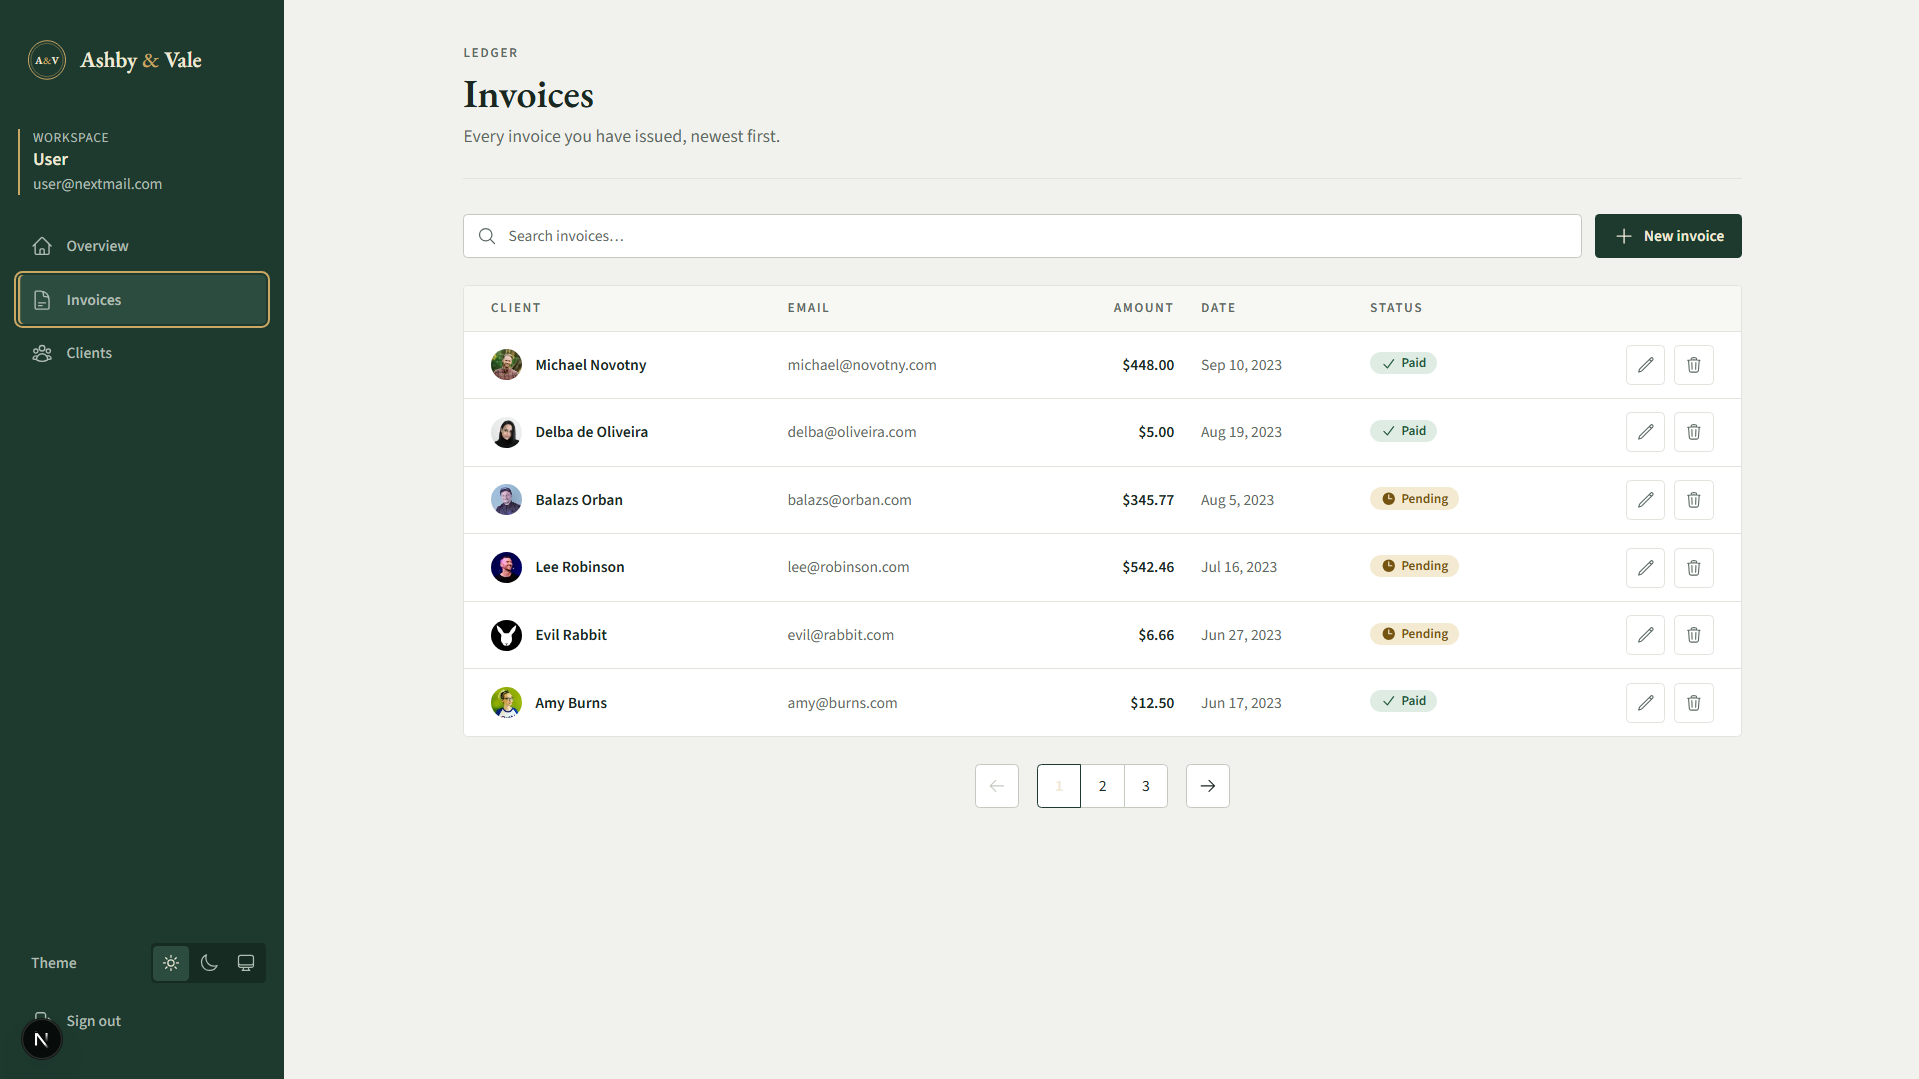 A&V Ashby & Vale
WORKSPACE
User
user@nextmail.com
Overview
Invoices
Clients
Theme
Sign out
N
LEDGER
Invoices
Every invoice you have issued, newest first.
Search invoices…
New invoice
CLIENT EMAIL AMOUNT DATE STATUS
Michael Novotny michael@novotny.com $448.00 Sep 10, 2023 Paid
Delba de Oliveira delba@oliveira.com $5.00 Aug 19, 2023 Paid
Balazs Orban balazs@orban.com $345.77 Aug 5, 2023 Pending
Lee Robinson lee@robinson.com $542.46 Jul 16, 2023 Pending
Evil Rabbit evil@rabbit.com $6.66 Jun 27, 2023 Pending
Amy Burns amy@burns.com $12.50 Jun 17, 2023 Paid
1 2 3